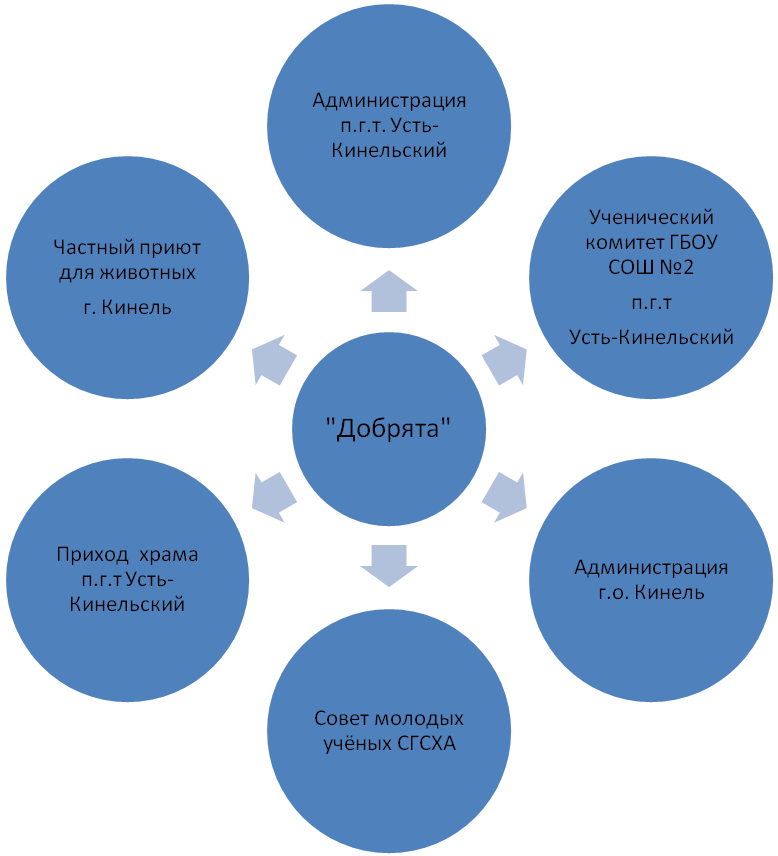 Администрация
п.г.т. Усть-
Кинельский
Частный приют
для животных
г. Кинель
Ученический
комитет ГБОУ
СОШ №2
п.г.т
Усть-Кинельский
"Добрята"
Приход храма
п.г.т Усть-
Кинельский
Администрация
г.о. Кинель
Совет молодых
учёных СГСХА